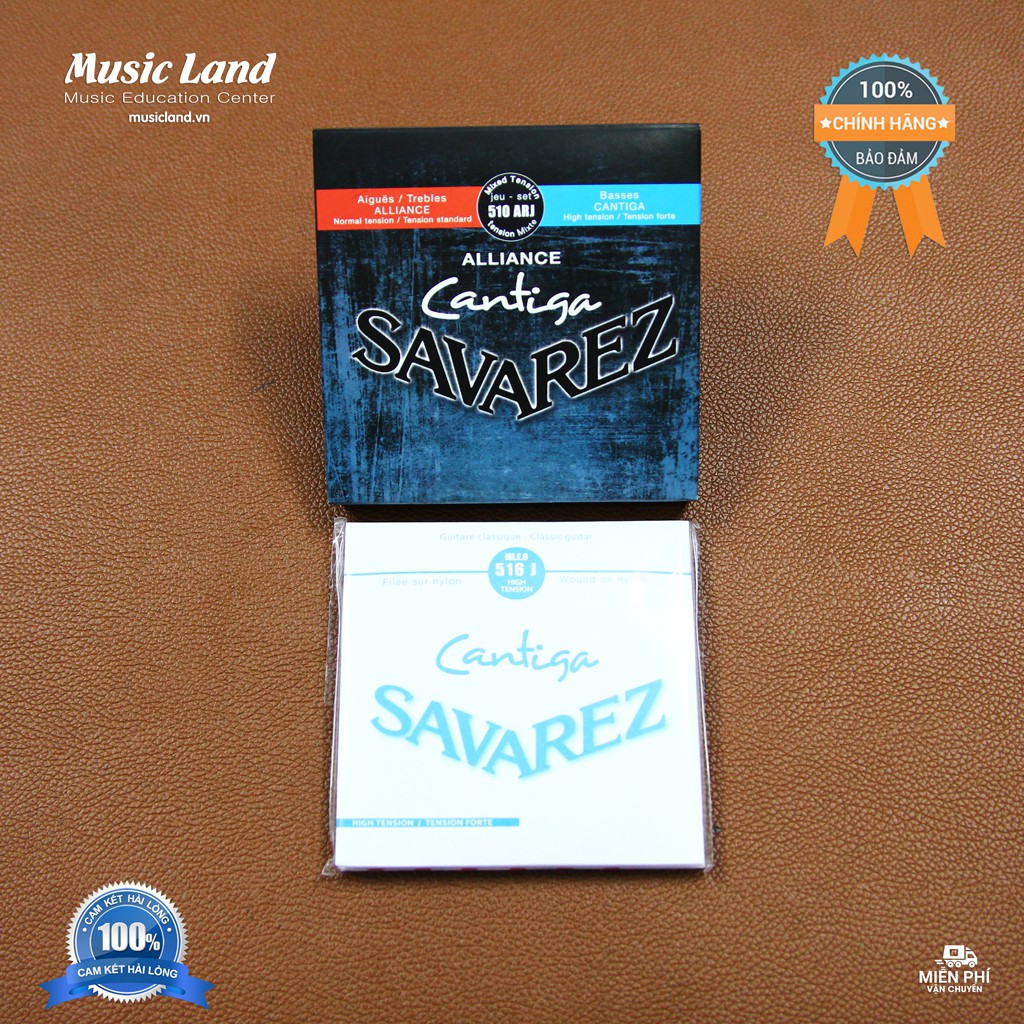 Music Land
Music Education Center
musicland.vn
100%
CHÍNH HÃNG
BẢO ĐẢM
Aiguës / Trebles
ALLIANCE
Normal tension / Tension standard
Mixed Tension
jeu - set
510 ARJ
tension Mixte
Basses
CANTIGA
High tension / Tension forte
ALLIANCE
Cantiga
SAVAREZ
Guitare classique - Classic guitar
MI.E.6
516 J
HIGH
TENSION
Filée sur nylon
Wound on
Cantiga
SAVAREZ
HIGH TENSION / TENSION FORTE
CAM KẾT HÀI LÒNG
100%
CAM KẾT HÀI LÒNG
MIỄN PHÍ
VẬN CHUYỂN